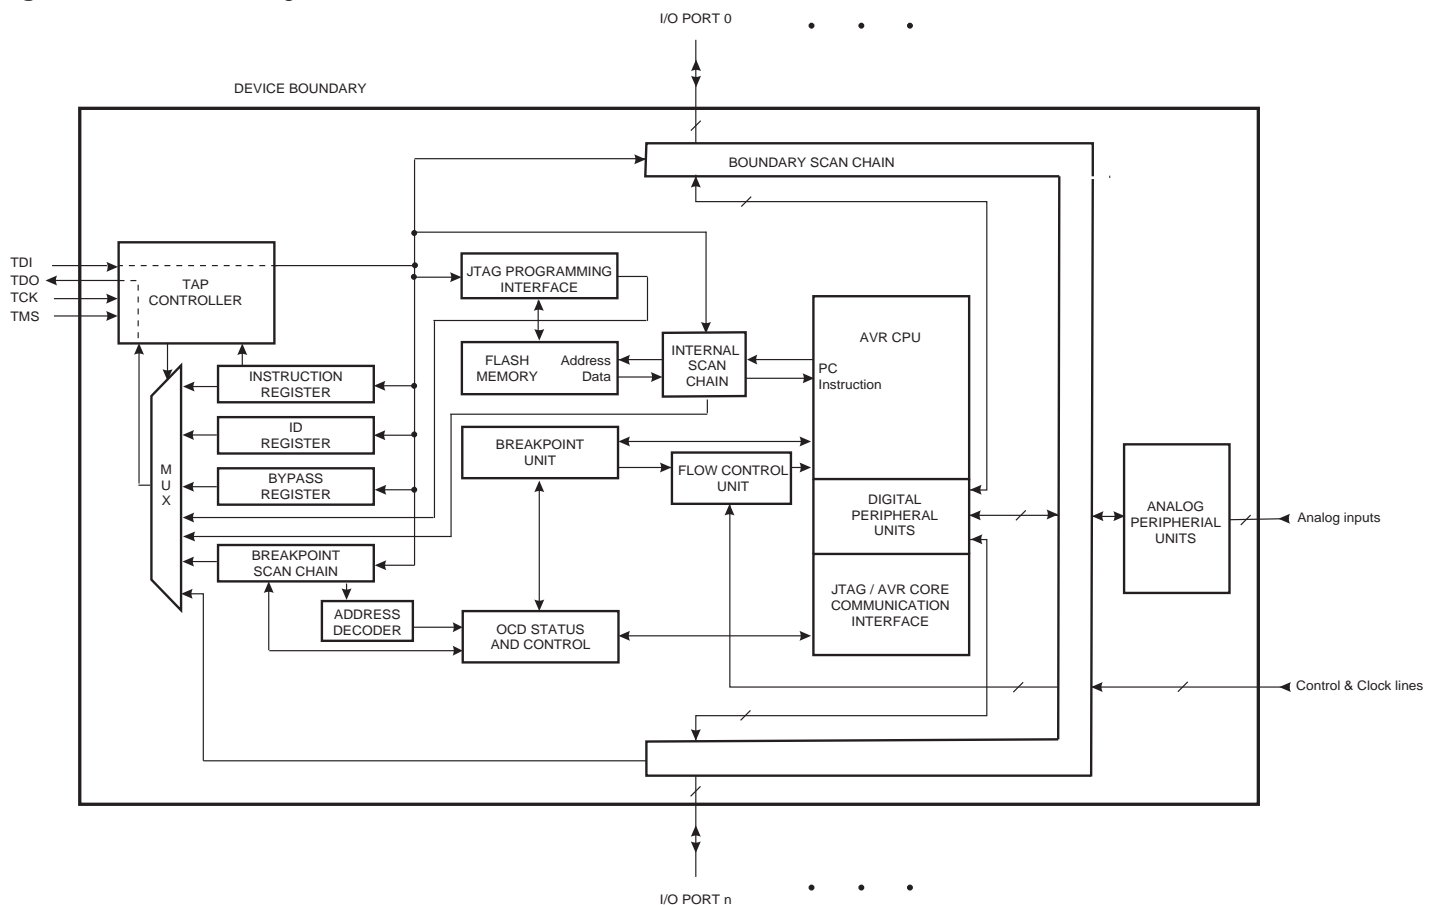 I/O PORT 0
DEVICE BOUNDARY
BOUNDARY SCAN CHAIN
TDI
TDO
TCK
TMS
TAP
CONTROLLER
JTAG PROGRAMMING
INTERFACE
AVR CPU
FLASH
MEMORY
Address
Data
INTERNAL
SCAN
CHAIN
PC
Instruction
INSTRUCTION
REGISTER
ID
REGISTER
BREAKPOINT
UNIT
FLOW CONTROL
UNIT
BYPASS
REGISTER
M
U
X
DIGITAL
PERIPHERAL
UNITS
ANALOG
PERIPHERIAL
UNITS
Analog inputs
BREAKPOINT
SCAN CHAIN
ADDRESS
DECODER
OCD STATUS
AND CONTROL
JTAG / AVR CORE
COMMUNICATION
INTERFACE
Control & Clock lines
I/O PORT n